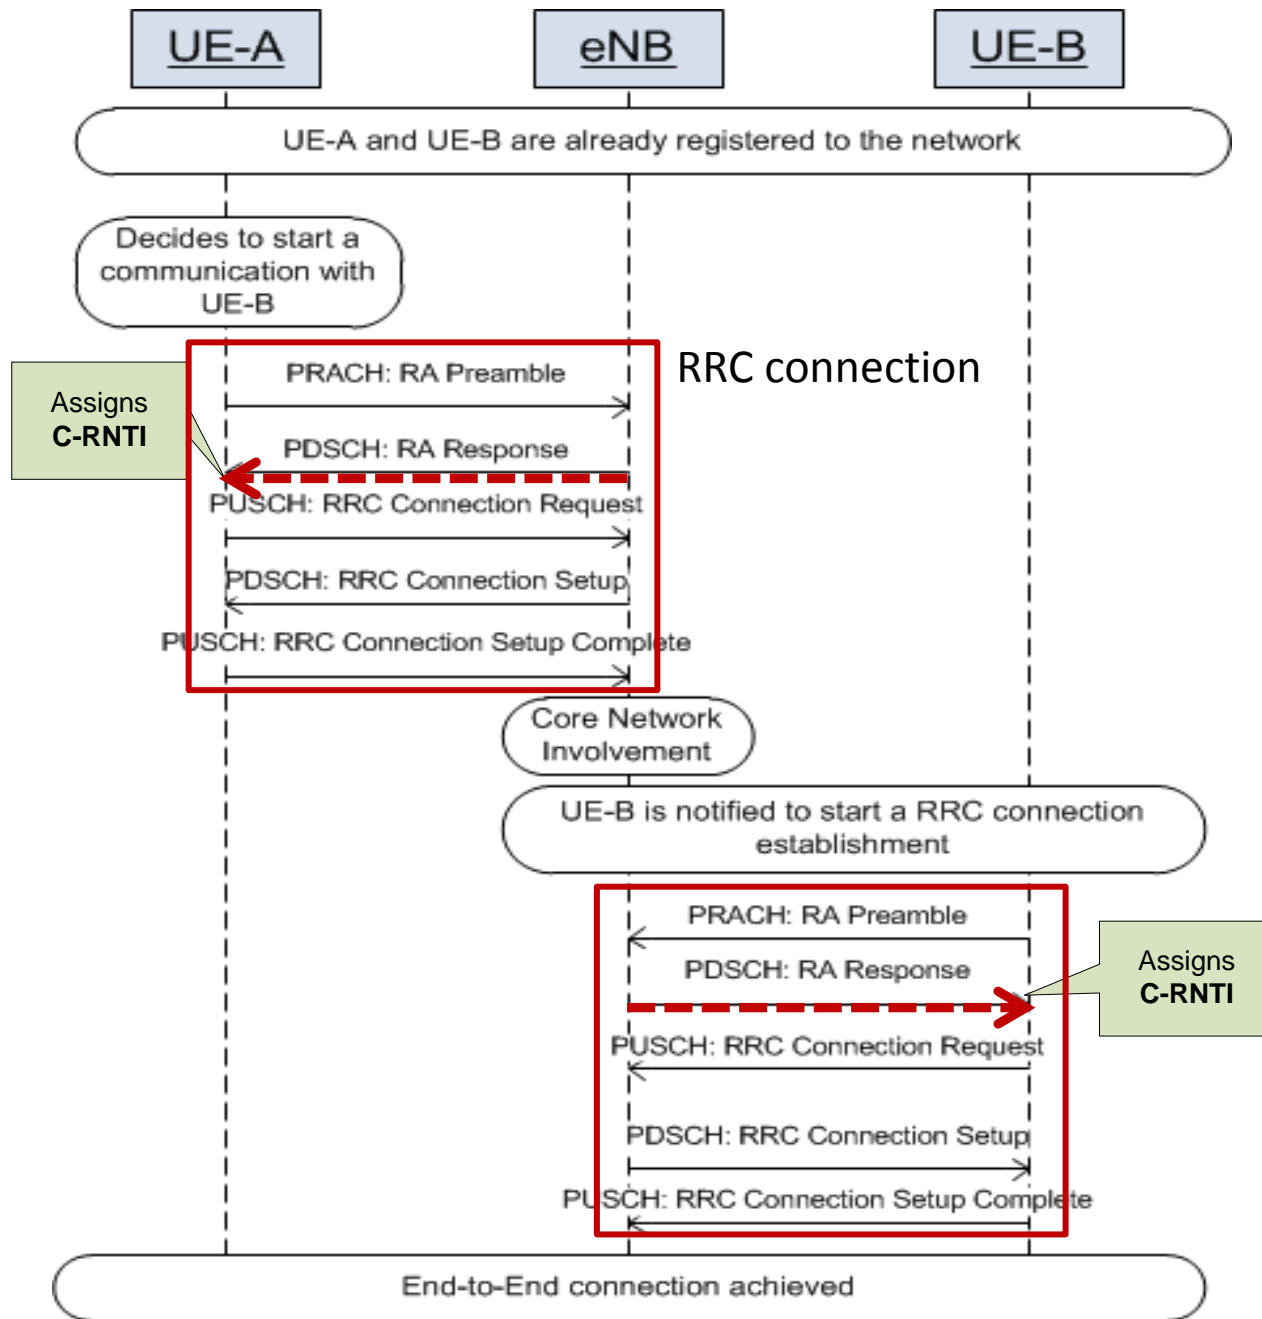 UE-A
eNB
UE-B
UE-A and UE-B are already registered to the network
Decides to start a
communication with
UE-B
RRC connection
PRACH: RA Preamble
Assigns
C-RNTI
PDSCH: RA Response
PUSCH: RRC Connection Request
PDSCH: RRC Connection Setup
PUSCH: RRC Connection Setup Complete
Core Network
Involvement
UE-B is notified to start a RRC connection
establishment
PRACH: RA Preamble
PDSCH: RA Response
Assigns
C-RNTI
PUSCH: RRC Connection Request
PDSCH: RRC Connection Setup
PUSCH: RRC Connection Setup Complete
End-to-End connection achieved